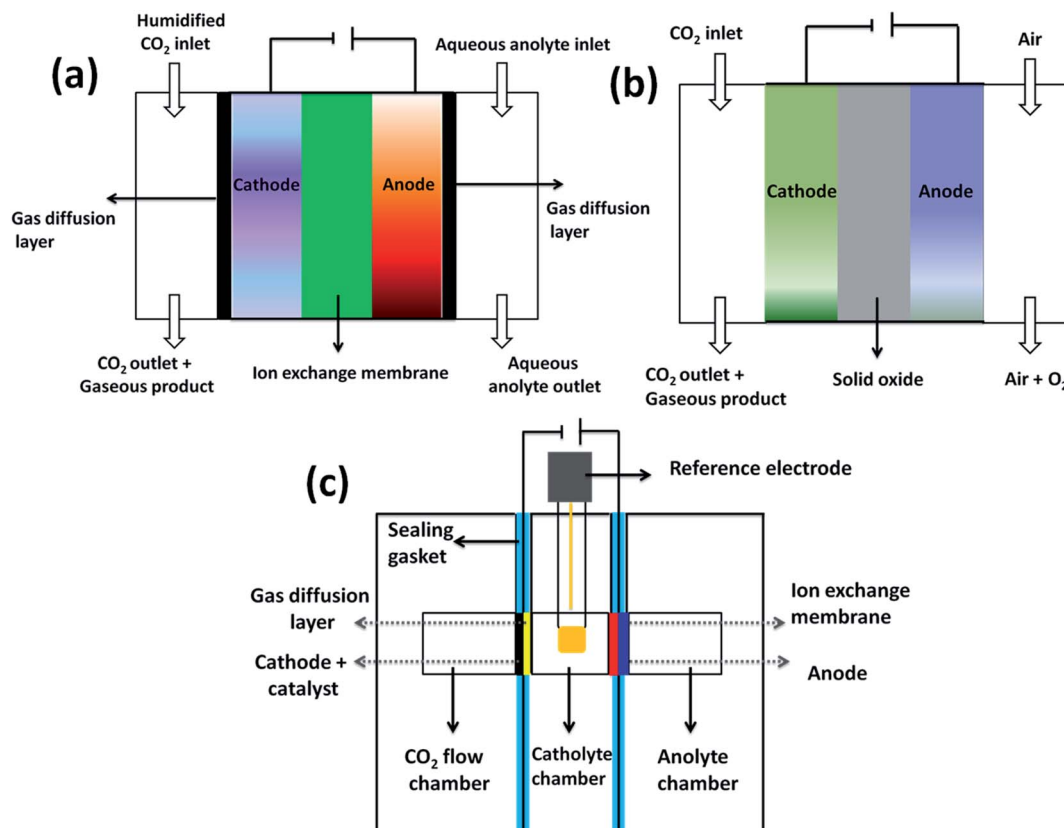 (a)
Humidified
CO₂ inlet
Aqueous anolyte inlet
Cathode
Anode
Gas diffusion
layer
Gas diffusion
layer
CO₂ outlet +
Gaseous product
Ion exchange membrane
Aqueous
anolyte outlet
(b)
CO₂ inlet
Air
Cathode
Anode
CO₂ outlet +
Gaseous product
Solid oxide
Air + O₂
(c)
Reference electrode
Sealing
gasket
Gas diffusion
layer
Ion exchange
membrane
Cathode +
catalyst
Anode
CO₂ flow
chamber
Catholyte
chamber
Anolyte
chamber